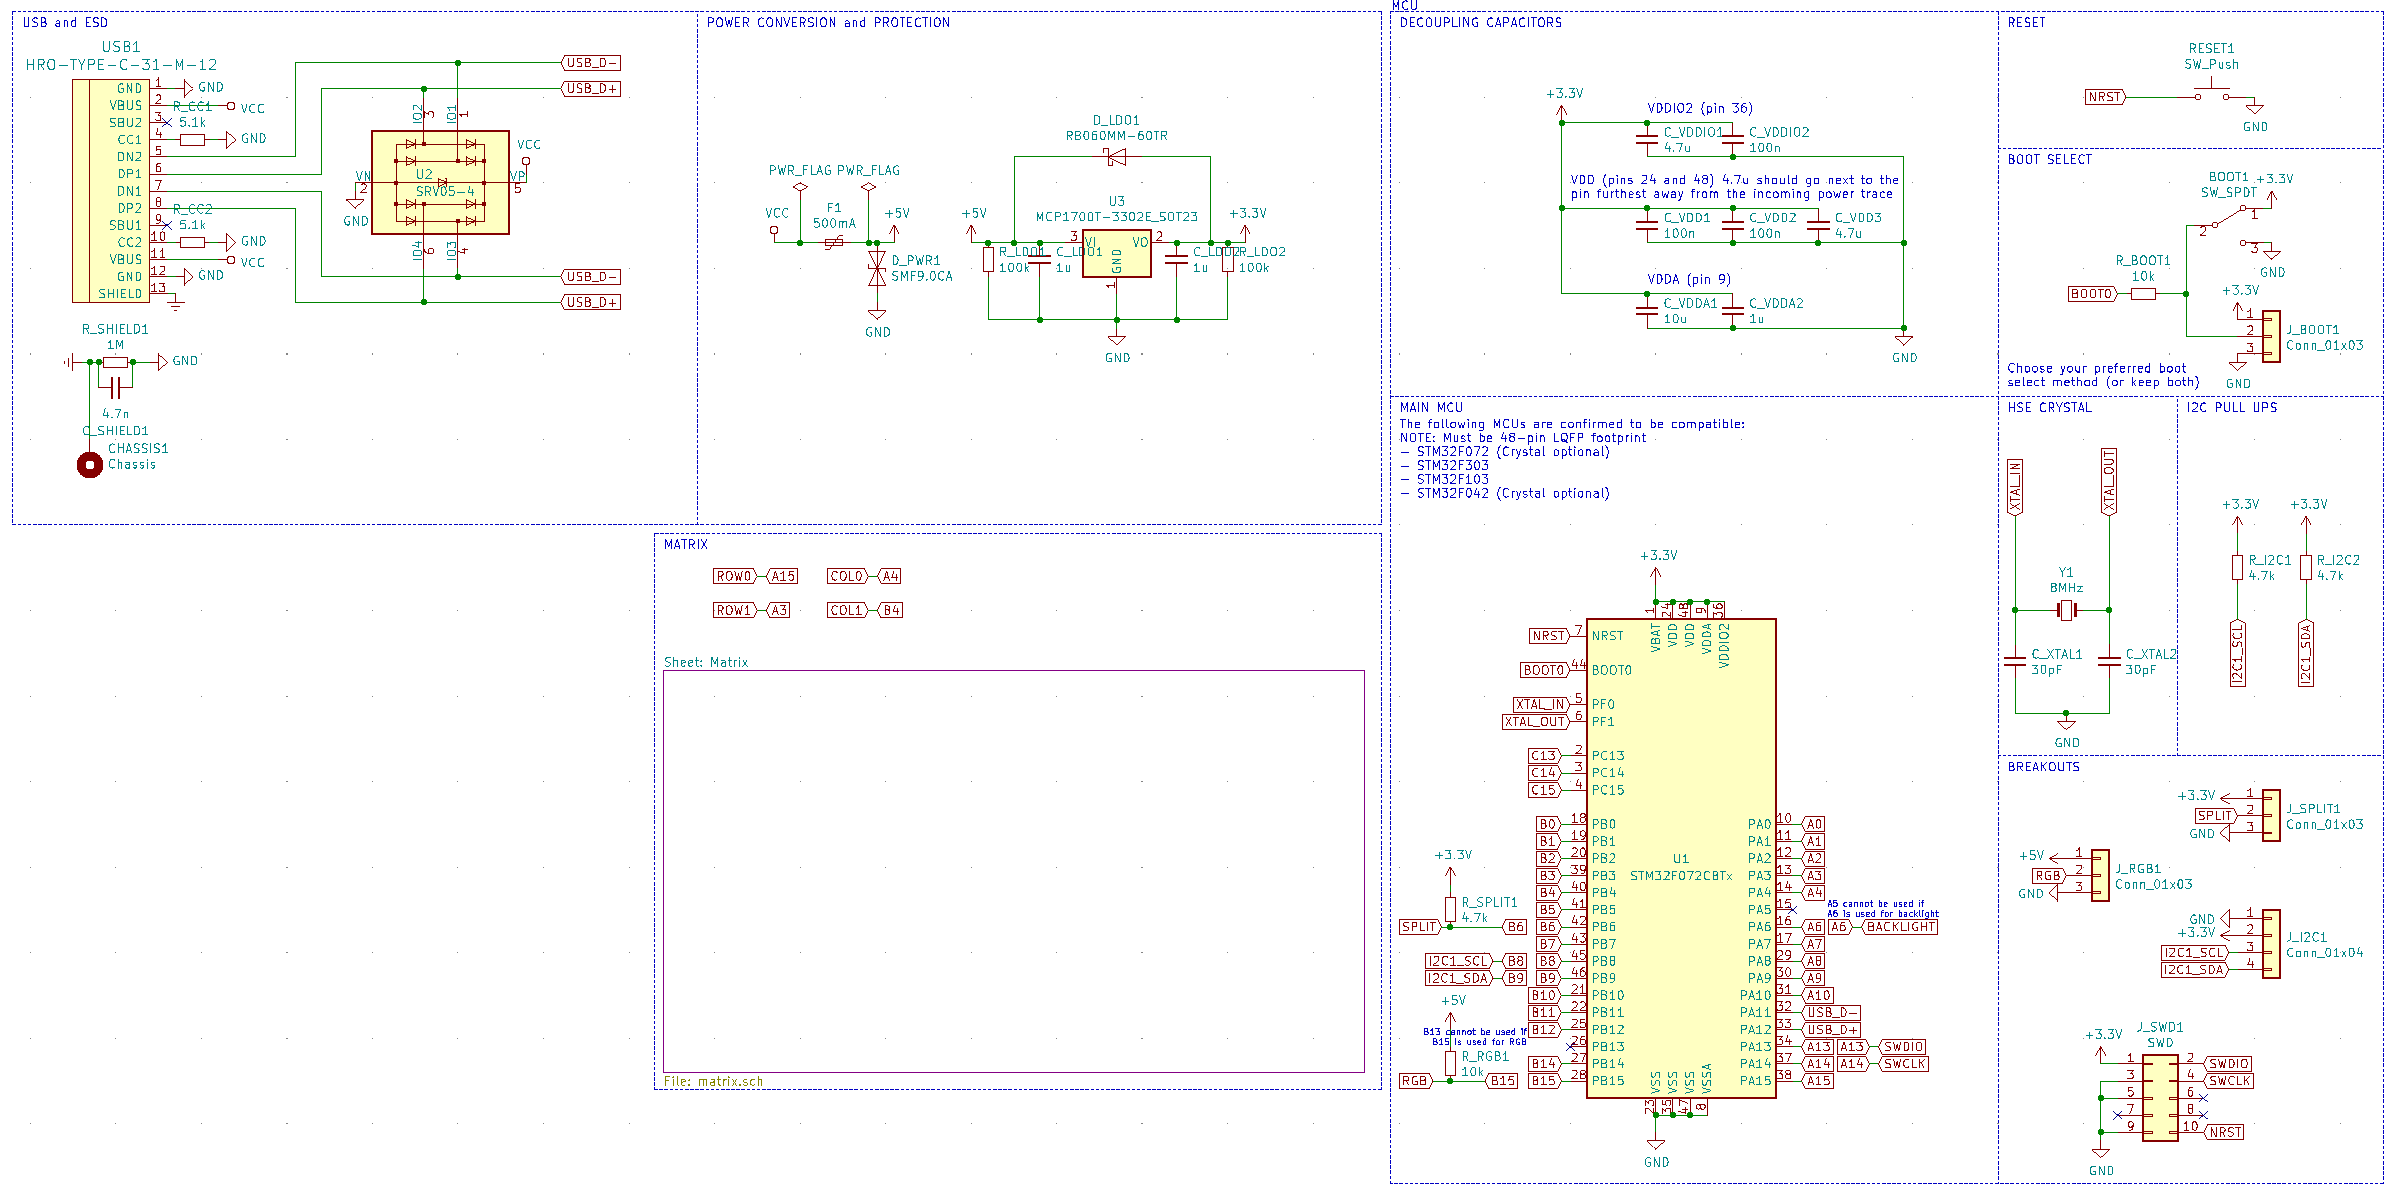 USB and ESD
USB1
HRO-TYPE-C-31-M-12
GND 1 GND
VBUS 2 R_CC1 VCC
SBU2 3 5.1k
CC1 4 GND
DN2 5
DP1 6
DN1 7
DP2 8 R_CC2
SBU1 9 5.1k
CC2 10 GND
VBUS 11 VCC
GND 12 GND
SHIELD 13
USB_D-
USB_D+
IO2 3 IO1 1
VCC
U2
SRV05-4
VN 2
VP 5
GND
IO4 6 IO3 4
USB_D-
USB_D+
R_SHIELD1
1M
GND
4.7n
C_SHIELD1
CHASSIS1
Chassis
POWER CONVERSION and PROTECTION
PWR_FLAG PWR_FLAG
VCC
F1
500mA
+5V
D_PWR1
SMF9.0CA
GND
D_LDO1
RB060MM-60TR
U3
MCP1700T-3302E_SOT23
+5V
+3.3V
3 VI VO 2
GND
1
R_LDO1
100k
C_LDO1
1u
C_LDO2
1u
R_LDO2
100k
GND
MCU
DECOUPLING CAPACITORS
+3.3V
VDDIO2 (pin 36)
C_VDDIO1
4.7u
C_VDDIO2
100n
VDD (pins 24 and 48) 4.7u should go next to the
pin furthest away from the incoming power trace
C_VDD1
100n
C_VDD2
100n
C_VDD3
4.7u
VDDA (pin 9)
C_VDDA1
10u
C_VDDA2
1u
GND
RESET
RESET1
SW_Push
NRST
GND
BOOT SELECT
BOOT1
SW_SPDT
+3.3V
1
2
3
GND
R_BOOT1
10k
BOOT0
+3.3V
1
2
3
J_BOOT1
Conn_01x03
GND
Choose your preferred boot
select method (or keep both)
MATRIX
ROW0 A15 COL0 A4
ROW1 A3 COL1 B4
Sheet: Matrix
File: matrix.sch
MAIN MCU
The following MCUs are confirmed to be compatible:
NOTE: Must be 48-pin LQFP footprint
- STM32F072 (Crystal optional)
- STM32F303
- STM32F103
- STM32F042 (Crystal optional)
+3.3V
1 24 48 9 36
VBAT VDD VDD VDDA VDDIO2
NRST 7 NRST
BOOT0 44 BOOT0
XTAL_IN 5 PF0
XTAL_OUT 6 PF1
C13 2 PC13
C14 3 PC14
C15 4 PC15
B0 18 PB0 PA0 10 A0
B1 19 PB1 PA1 11 A1
B2 20 PB2 PA2 12 A2
B3 39 PB3 PA3 13 A3
B4 40 PB4 PA4 14 A4
B5 41 PB5 PA5 15
B6 42 PB6 PA6 16 A6 A6 BACKLIGHT
B7 43 PB7 PA7 17 A7
B8 45 PB8 PA8 29 A8
B9 46 PB9 PA9 30 A9
B10 21 PB10 PA10 31 A10
B11 22 PB11 PA11 32 USB_D-
B12 25 PB12 PA12 33 USB_D+
26 PB13 PA13 34 A13 A13 SWDIO
B14 27 PB14 PA14 37 A14 A14 SWCLK
B15 28 PB15 PA15 38 A15
U1
STM32F072CBTx
A5 cannot be used if
A6 is used for backlight
+3.3V
R_SPLIT1
4.7k
SPLIT B6
I2C1_SCL B8
I2C1_SDA B9
+5V
B13 cannot be used if
B15 is used for RGB
R_RGB1
10k
RGB B15
VSS VSS VSS VSSA
23 35 47 8
GND
HSE CRYSTAL
XTAL_IN
XTAL_OUT
Y1
8MHz
C_XTAL1
30pF
C_XTAL2
30pF
GND
I2C PULL UPS
+3.3V +3.3V
R_I2C1
4.7k
R_I2C2
4.7k
I2C1_SCL
I2C1_SDA
BREAKOUTS
+3.3V 1
SPLIT 2
GND 3
J_SPLIT1
Conn_01x03
+5V 1
RGB 2
GND 3
J_RGB1
Conn_01x03
GND 1
+3.3V 2
I2C1_SCL 3
I2C1_SDA 4
J_I2C1
Conn_01x04
J_SWD1
SWD
+3.3V
1 2 SWDIO
3 4 SWCLK
5 6
7 8
9 10 NRST
GND